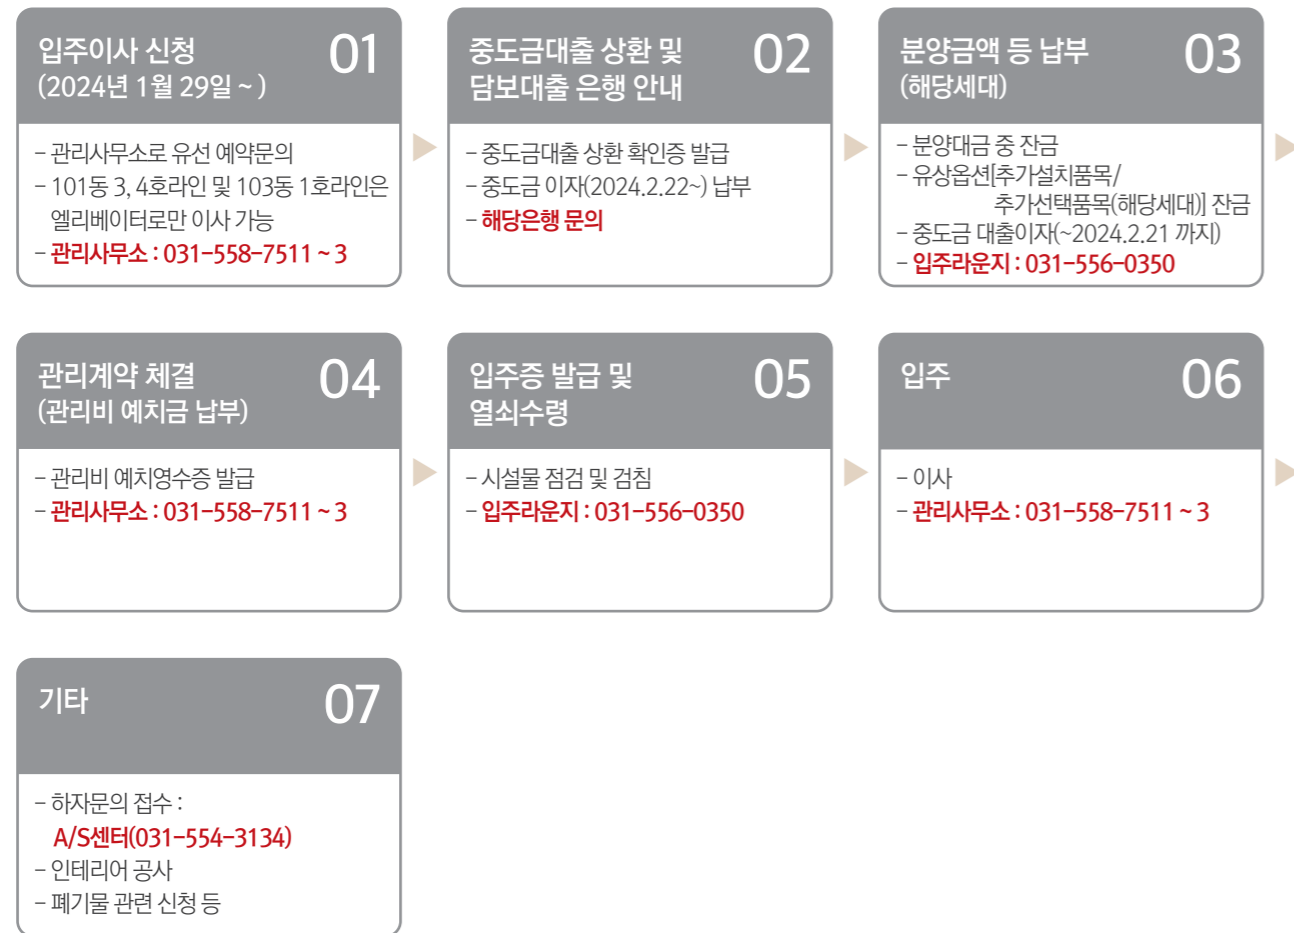 입주이사 신청 01
(2024년 1월 29일 ~ )
- 관리사무소로 유선 예약문의
- 101동 3, 4호라인 및 103동 1호라인은
엘리베이터로만 이사 가능
- 관리사무소 : 031-558-7511 ~ 3
중도금대출 상환 및 02
담보대출 은행 안내
- 중도금대출 상환 확인증 발급
- 중도금 이자(2024.2.22~) 납부
- 해당은행 문의
분양금액 등 납부 03
(해당세대)
- 분양대금 중 잔금
- 유상옵션[추가설치품목/
추가선택품목(해당세대)] 잔금
- 중도금 대출이자(~2024.2.21 까지)
- 입주라운지 : 031-556-0350
관리계약 체결 04
(관리비 예치금 납부)
- 관리비 예치영수증 발급
- 관리사무소 : 031-558-7511 ~ 3
입주증 발급 및 05
열쇠수령
- 시설물 점검 및 검침
- 입주라운지 : 031-556-0350
입주 06
- 이사
- 관리사무소 : 031-558-7511 ~ 3
기타 07
- 하자문의 접수 :
A/S센터(031-554-3134)
- 인테리어 공사
- 폐기물 관련 신청 등